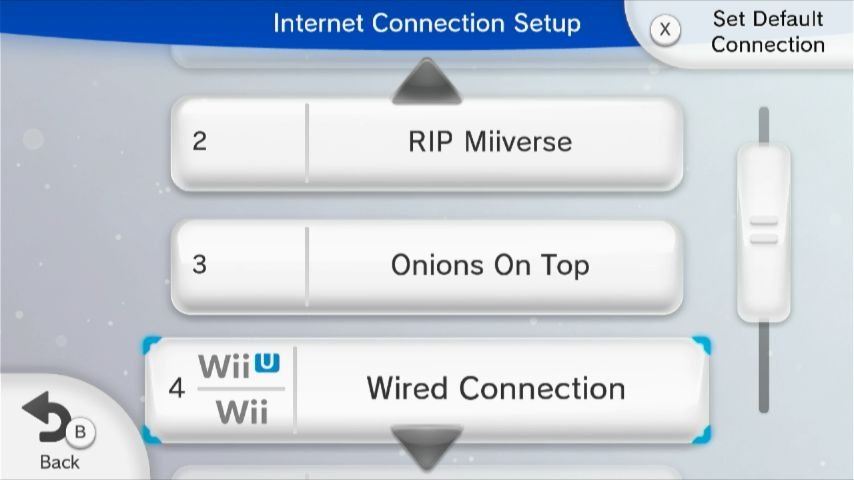 Internet Connection Setup
X
Set Default
Connection
2
RIP Miiverse
3
Onions On Top
4
Wii U
Wii
Wired Connection
B
Back